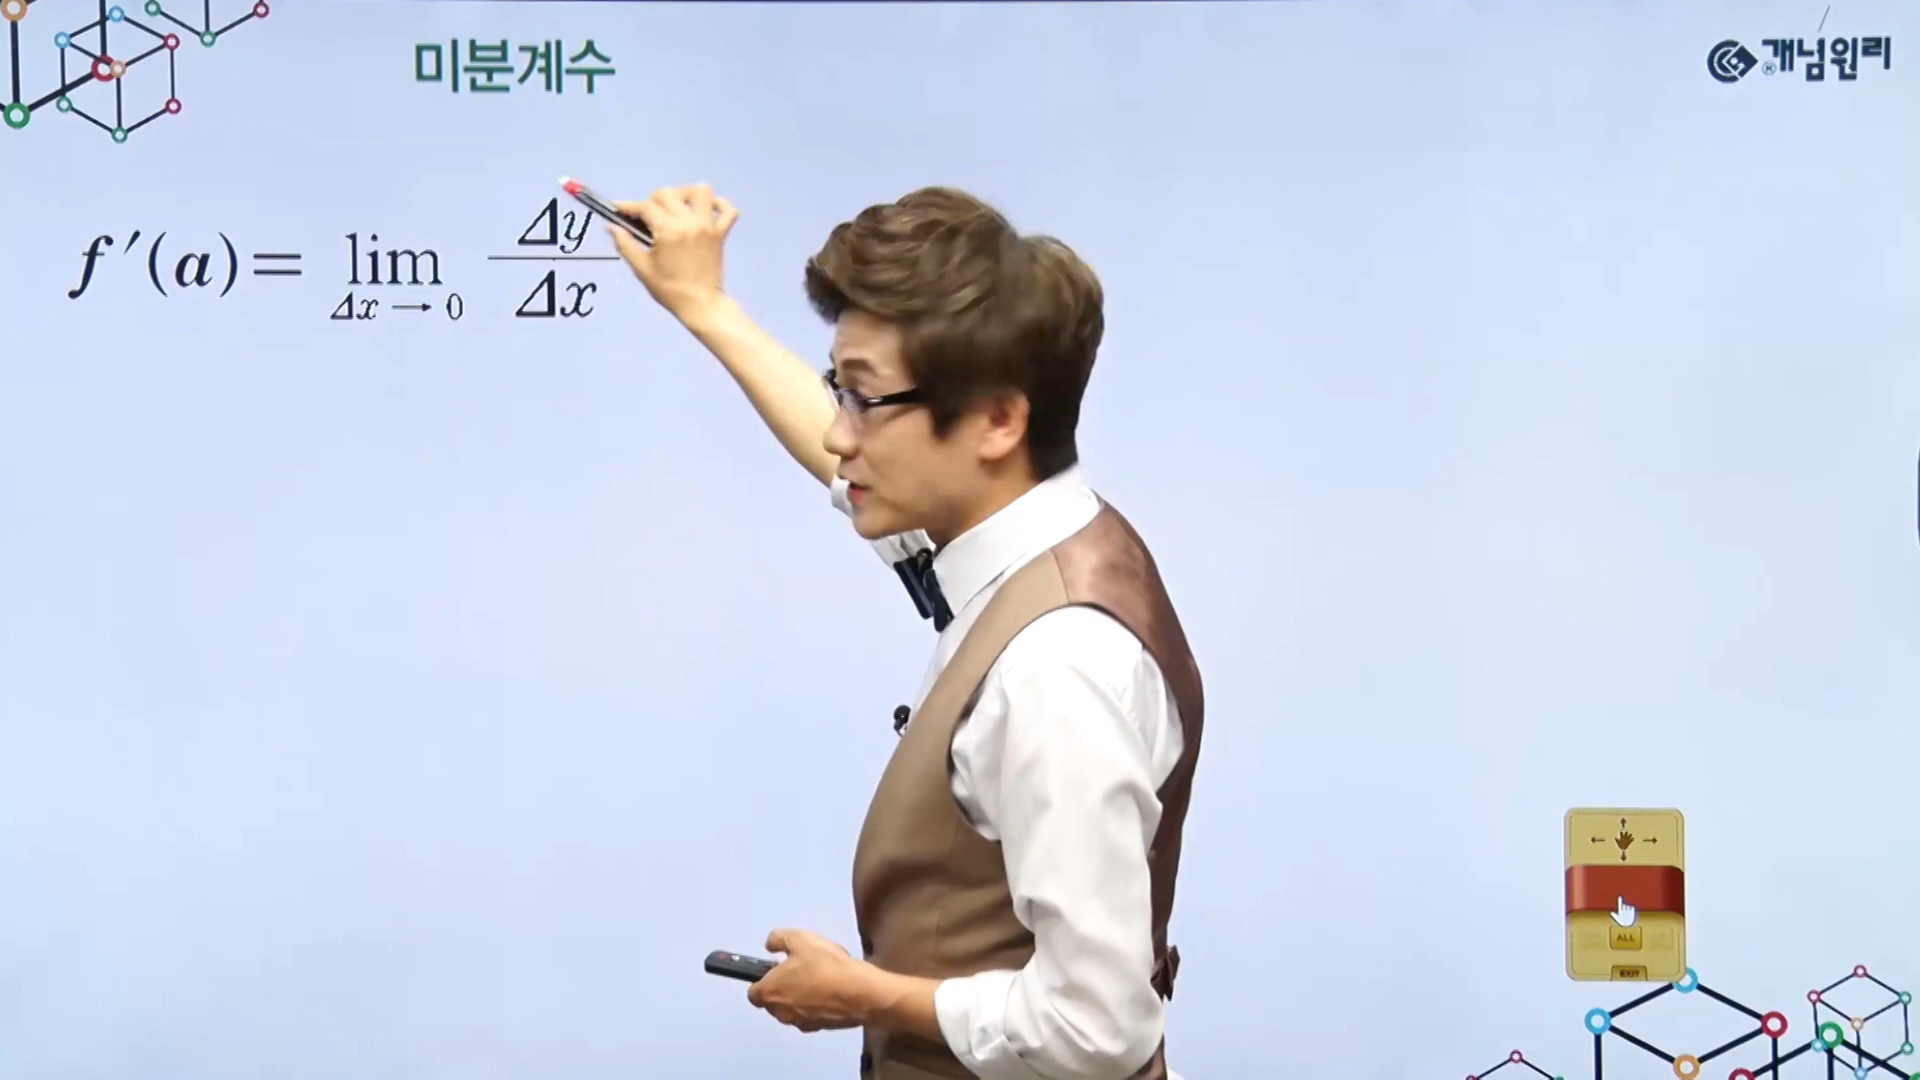 미분계수
개념원리
®
f'(a)= lim Δx → 0 Δy/Δx
ALL
EXIT